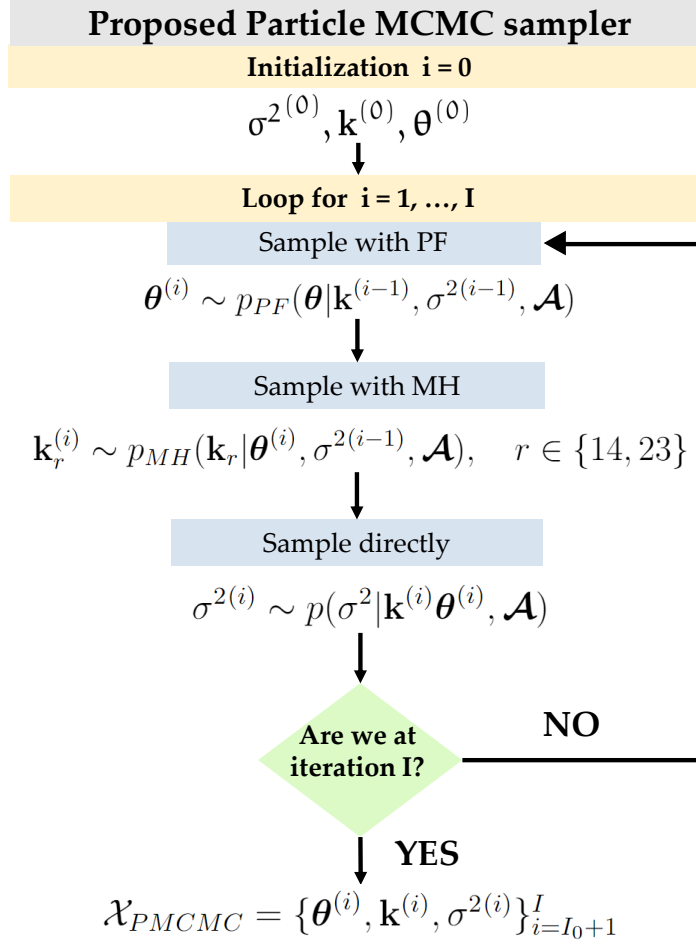 Proposed Particle MCMC sampler
Initialization i = 0
σ²⁽⁰⁾, k⁽⁰⁾, θ⁽⁰⁾
Loop for i = 1, ..., I
Sample with PF
θ^{(i)} ∼ p_{PF}(θ|k^{(i−1)}, σ^{2(i−1)}, 𝓐)
Sample with MH
k_r^{(i)} ∼ p_{MH}(k_r|θ^{(i)}, σ^{2(i−1)}, 𝓐), r ∈ {14, 23}
Sample directly
σ^{2(i)} ∼ p(σ²|k^{(i)}θ^{(i)}, 𝓐)
Are we at
iteration I?
NO
YES
𝒳_{PMCMC} = {θ^{(i)}, k^{(i)}, σ^{2(i)}}_{i=I_0+1}^{I}